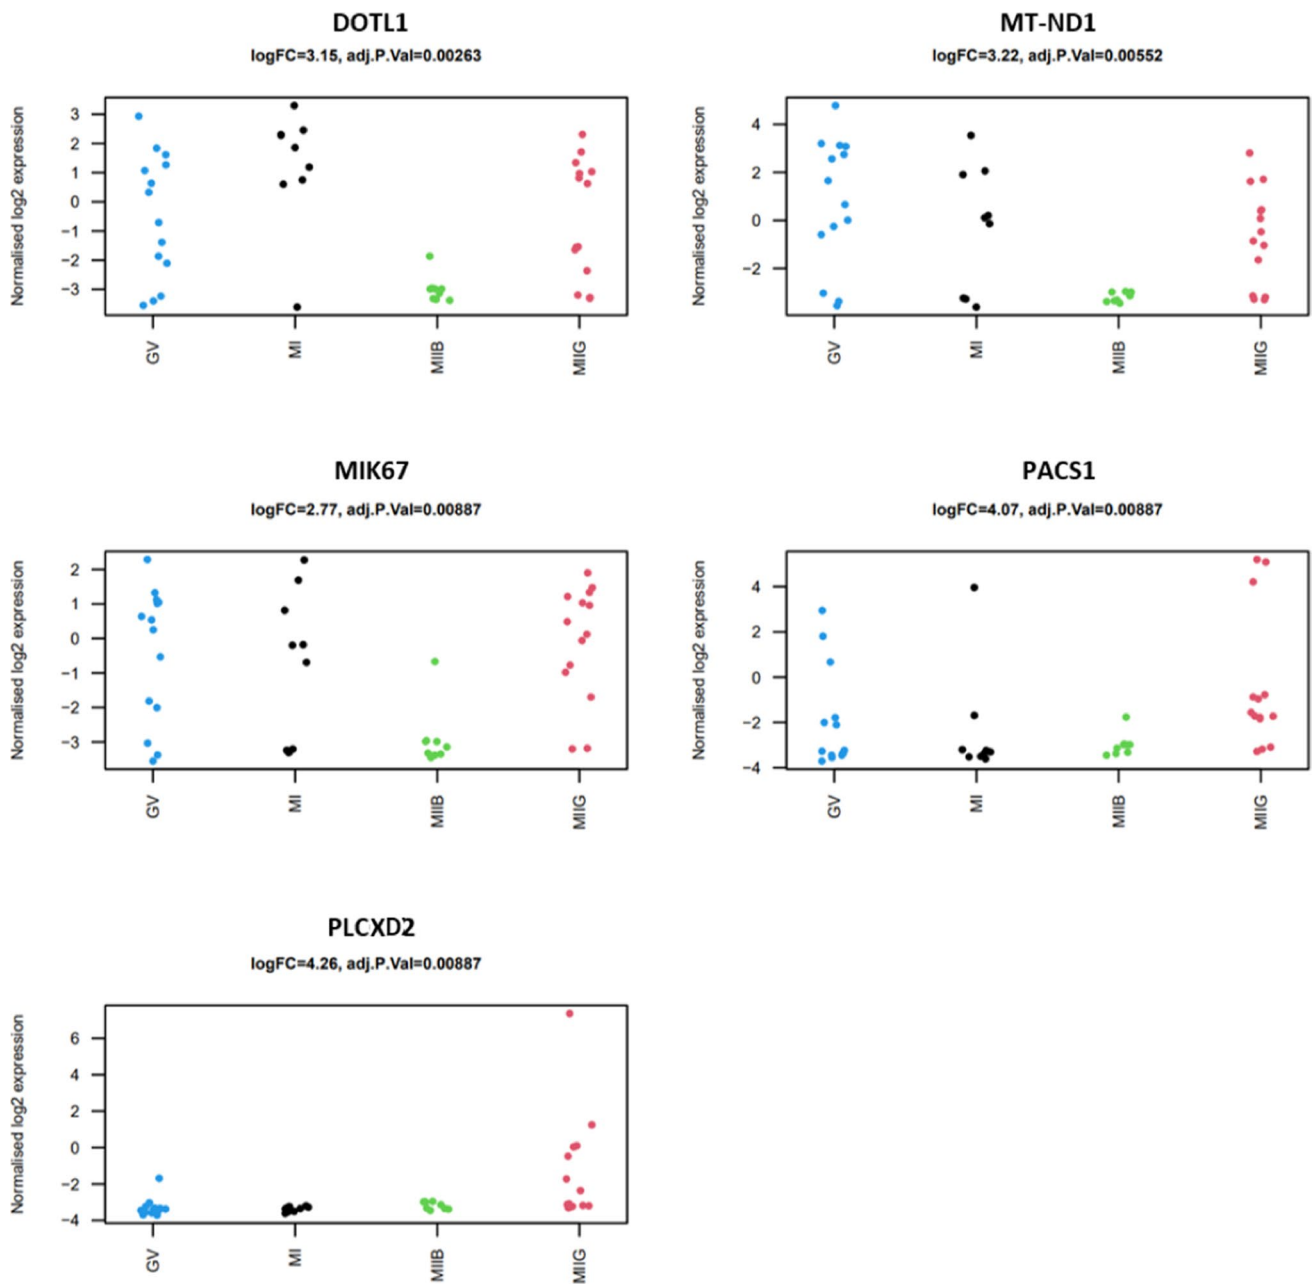 DOTL1
logFC=3.15, adj.P.Val=0.00263
Normalised log2 expression
3
2
1
0
−1
−2
−3
GV
MI
MIIB
MIIG
MT-ND1
logFC=3.22, adj.P.Val=0.00552
Normalised log2 expression
4
2
0
−2
GV
MI
MIIB
MIIG
MIK67
logFC=2.77, adj.P.Val=0.00887
Normalised log2 expression
2
1
0
−1
−2
−3
GV
MI
MIIB
MIIG
PACS1
logFC=4.07, adj.P.Val=0.00887
Normalised log2 expression
4
2
0
−2
−4
GV
MI
MIIB
MIIG
PLCXD2
logFC=4.26, adj.P.Val=0.00887
Normalised log2 expression
6
4
2
0
−2
−4
GV
MI
MIIB
MIIG